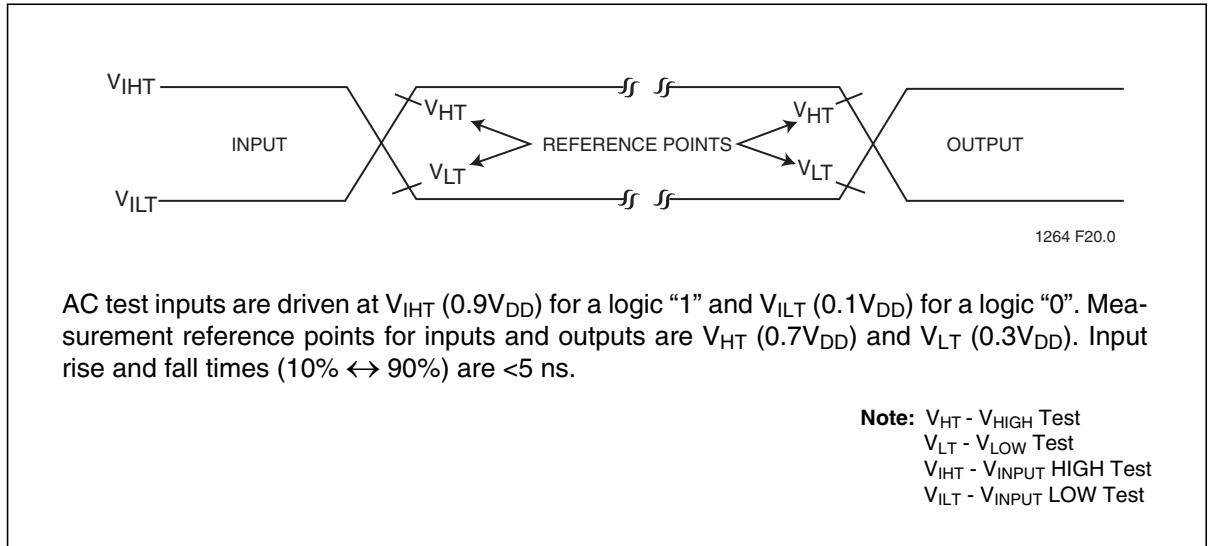 VIHT
VHT
VHT
INPUT
REFERENCE POINTS
OUTPUT
VLT
VLT
VILT
1264 F20.0
AC test inputs are driven at VIHT (0.9VDD) for a logic “1” and VILT (0.1VDD) for a logic “0”. Mea-
surement reference points for inputs and outputs are VHT (0.7VDD) and VLT (0.3VDD). Input
rise and fall times (10% ↔ 90%) are <5 ns.
Note: VHT - VHIGH Test
VLT - VLOW Test
VIHT - VINPUT HIGH Test
VILT - VINPUT LOW Test